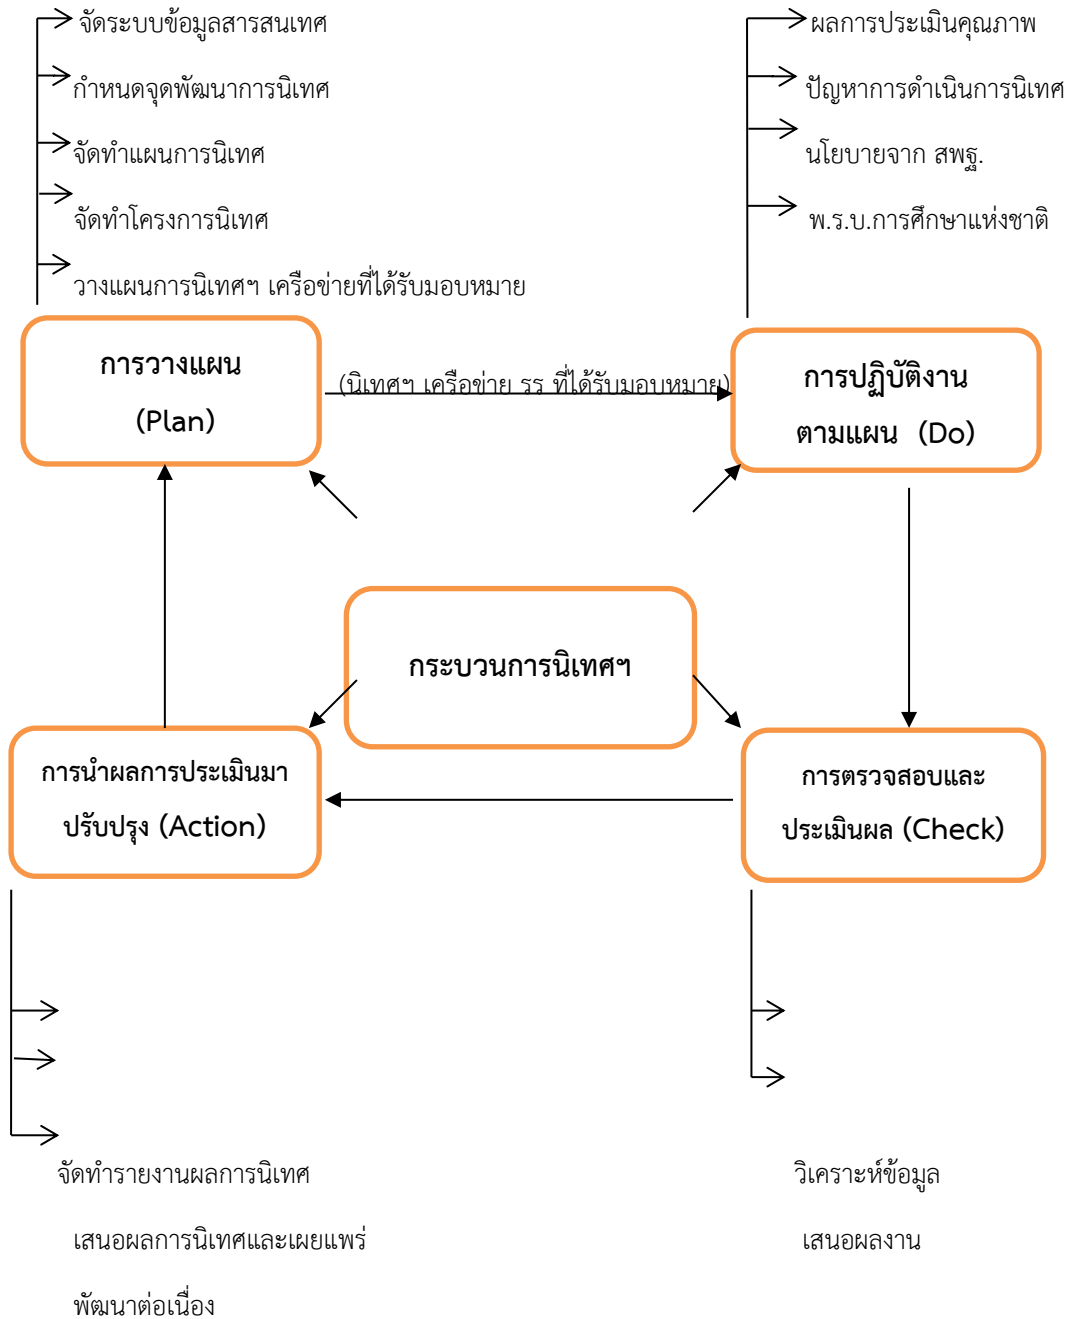 จัดระบบข้อมูลสารสนเทศ
ผลการประเมินคุณภาพ
กำหนดจุดพัฒนาการนิเทศ
ปัญหาการดำเนินการนิเทศ
จัดทำแผนการนิเทศ
นโยบายจาก สพฐ.
จัดทำโครงการนิเทศ
พ.ร.บ.การศึกษาแห่งชาติ
วางแผนการนิเทศฯ เครือข่ายที่ได้รับมอบหมาย
การวางแผน
(Plan)
(นิเทศฯ เครือข่าย รร ที่ได้รับมอบหมาย)
การปฏิบัติงาน
ตามแผน (Do)
กระบวนการนิเทศฯ
การนำผลการประเมินมา
ปรับปรุง (Action)
การตรวจสอบและ
ประเมินผล (Check)
จัดทำรายงานผลการนิเทศ
วิเคราะห์ข้อมูล
เสนอผลการนิเทศและเผยแพร่
เสนอผลงาน
พัฒนาต่อเนื่อง